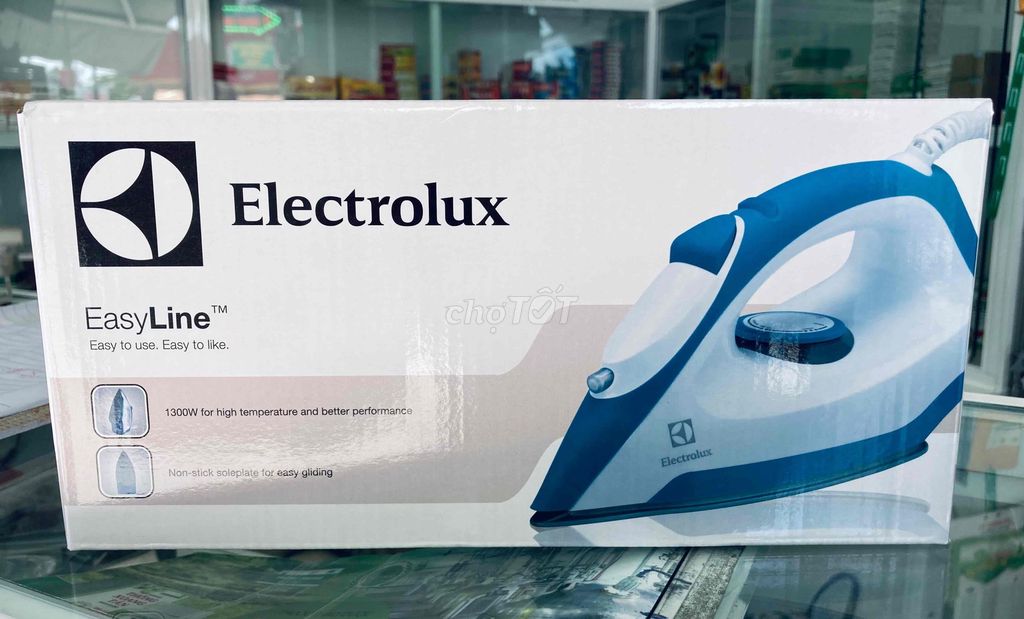 Electrolux
EasyLine™
Easy to use. Easy to like.
1300W for high temperature and better performance
Non-stick soleplate for easy gliding
chợTỐT
Electrolux